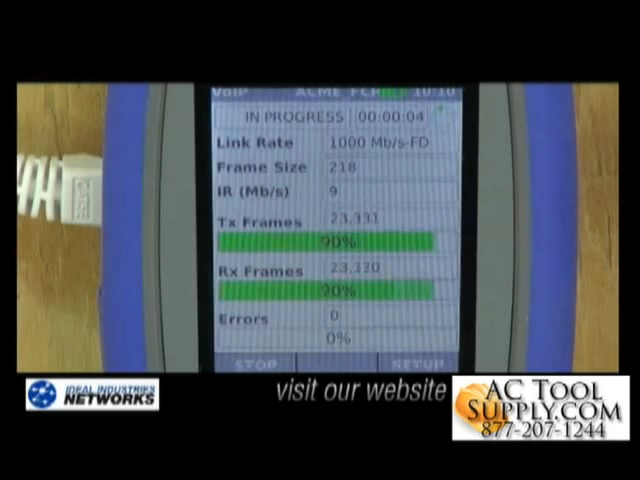 VoIP ACME_FCP 10:10
IN PROGRESS 00:00:04
Link Rate 1000 Mb/s-FD
Frame Size 218
IR (Mb/s) 9
Tx Frames 23,331
90%
Rx Frames 23,320
90%
Errors 0
0%
STOP SETUP
IDEAL INDUSTRIES
NETWORKS
visit our website
AC TOOL
SUPPLY.COM
877-207-1244